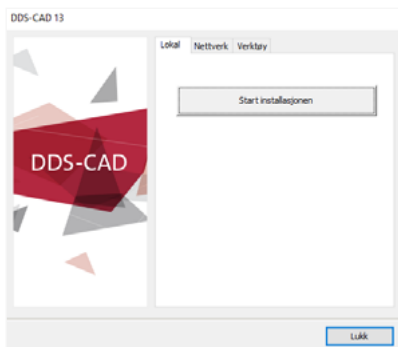 DDS-CAD 13
Lokal Nettverk Verktøy
Start installasjonen
DDS-CAD
Lukk